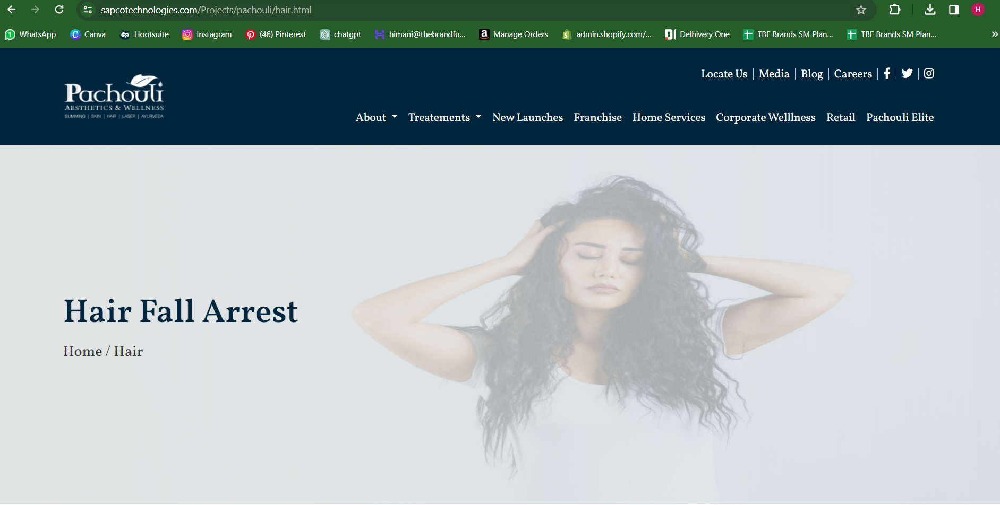 sapcotechnologies.com/Projects/pachouli/hair.html
H
1 WhatsApp Canva Hootsuite Instagram (46) Pinterest chatgpt himani@thebrandfu... a Manage Orders admin.shopify.com/... Delhivery One TBF Brands SM Plan... TBF Brands SM Plan... »
Locate Us | Media | Blog | Careers
Pachouli
AESTHETICS & WELLNESS
SLIMMING | SKIN | HAIR | LASER | AYURVEDA
About Treatements New Launches Franchise Home Services Corporate Welllness Retail Pachouli Elite
Hair Fall Arrest
Home / Hair